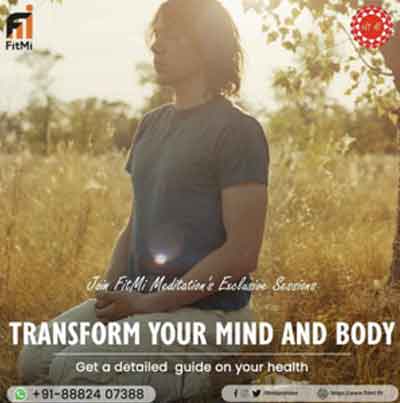 FitMi
Join FitMi Meditation's Exclusive Sessions
TRANSFORM YOUR MIND AND BODY
Get a detailed guide on your health
+91-88824 07388